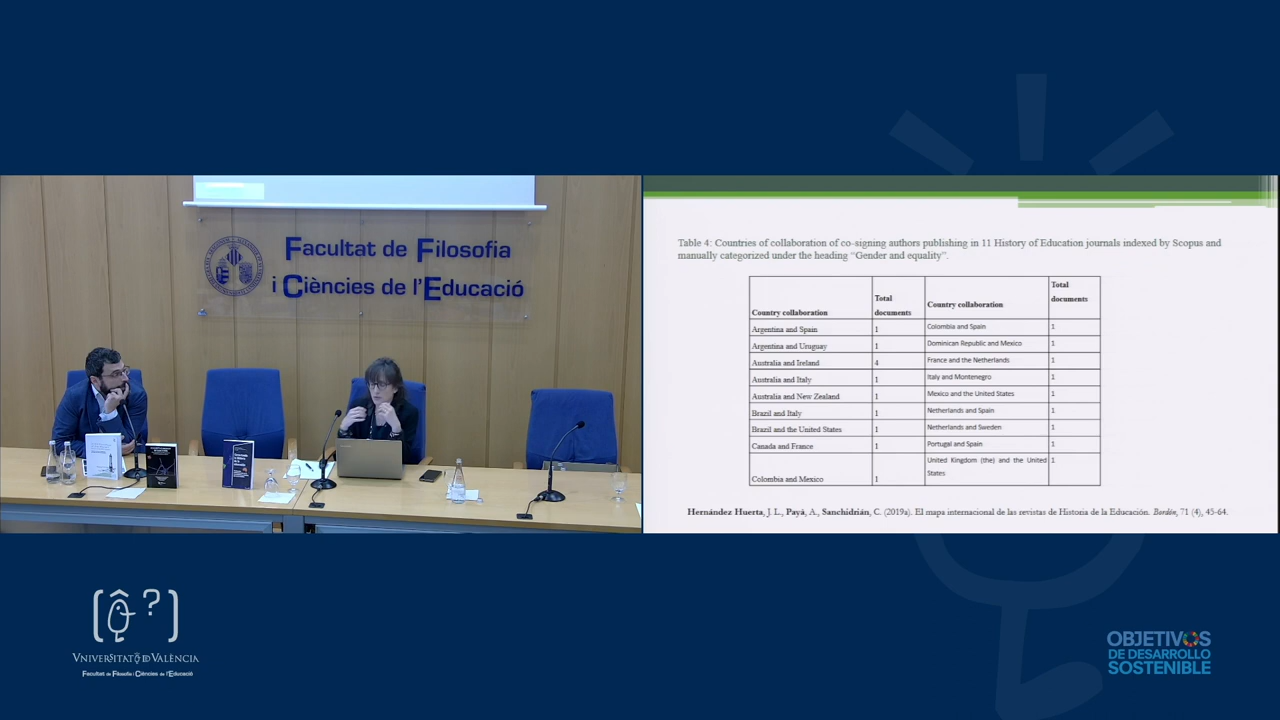 Facultat de Filosofia
i Ciències de l'Educació
Table 4: Countries of collaboration of co-signing authors publishing in 11 History of Education journals indexed by Scopus and
manually categorized under the heading “Gender and equality”.
Country collaboration Total documents Country collaboration Total documents
Argentina and Spain 1 Colombia and Spain 1
Argentina and Uruguay 1 Dominican Republic and Mexico 1
Australia and Ireland 4 France and the Netherlands 1
Australia and Italy 1 Italy and Montenegro 1
Australia and New Zealand 1 Mexico and the United States 1
Brazil and Italy 1 Netherlands and Spain 1
Brazil and the United States 1 Netherlands and Sweden 1
Canada and France 1 Portugal and Spain 1
Colombia and Mexico 1 United Kingdom (the) and the United States 1
Hernández Huerta, J. L., Payá, A., Sanchidrián, C. (2019a). El mapa internacional de las revistas de Historia de la Educación. Bordón, 71 (4), 45-64.
[Ô ?]
VNIVERSITATQ DVALÈNCIA
Facultat de Filosofia i Ciències de l'Educació
OBJETIVOS
DE DESARROLLO
SOSTENIBLE